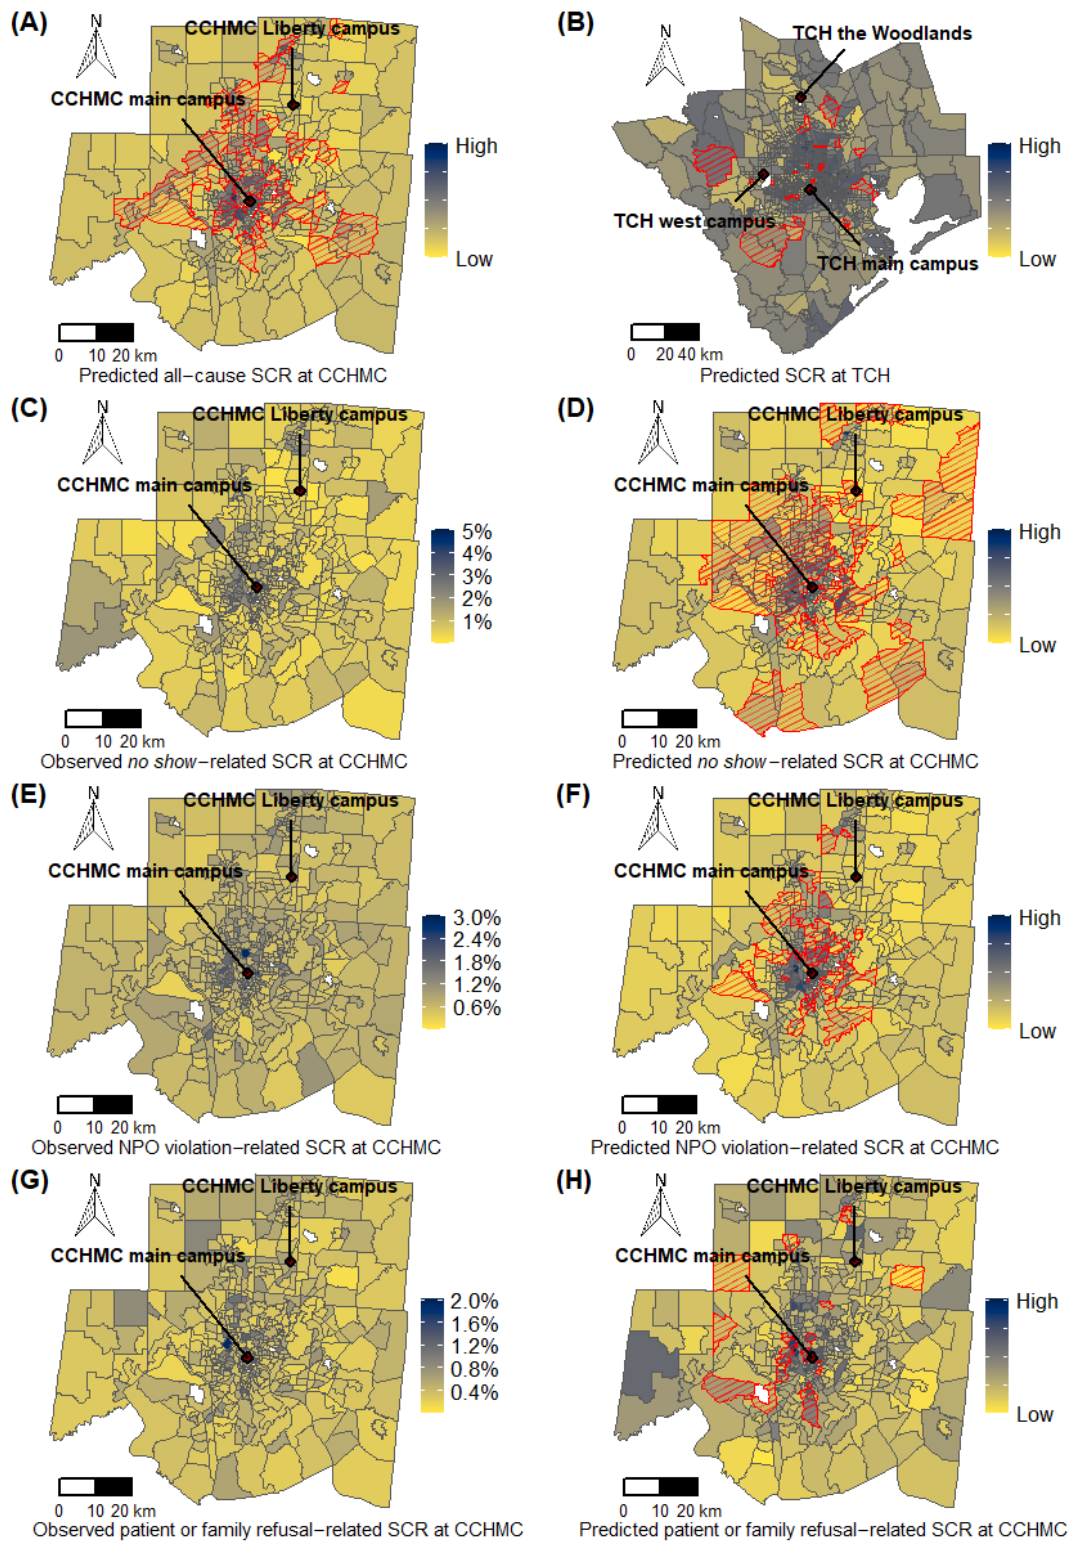 (A)
CCHMC Liberty campus
N
CCHMC main campus
High
Low
0 10 20 km
Predicted all−cause SCR at CCHMC
(B)
TCH the Woodlands
N
High
TCH west campus
TCH main campus
Low
0 20 40 km
Predicted SCR at TCH
(C)
CCHMC Liberty campus
N
CCHMC main campus
5%
4%
3%
2%
1%
0 10 20 km
Observed no show−related SCR at CCHMC
(D)
CCHMC Liberty campus
N
CCHMC main campus
High
Low
0 10 20 km
Predicted no show−related SCR at CCHMC
(E)
CCHMC Liberty campus
N
CCHMC main campus
3.0%
2.4%
1.8%
1.2%
0.6%
0 10 20 km
Observed NPO violation−related SCR at CCHMC
(F)
CCHMC Liberty campus
N
CCHMC main campus
High
Low
0 10 20 km
Predicted NPO violation−related SCR at CCHMC
(G)
CCHMC Liberty campus
N
CCHMC main campus
2.0%
1.6%
1.2%
0.8%
0.4%
0 10 20 km
Observed patient or family refusal−related SCR at CCHMC
(H)
CCHMC Liberty campus
N
CCHMC main campus
High
Low
0 10 20 km
Predicted patient or family refusal−related SCR at CCHMC